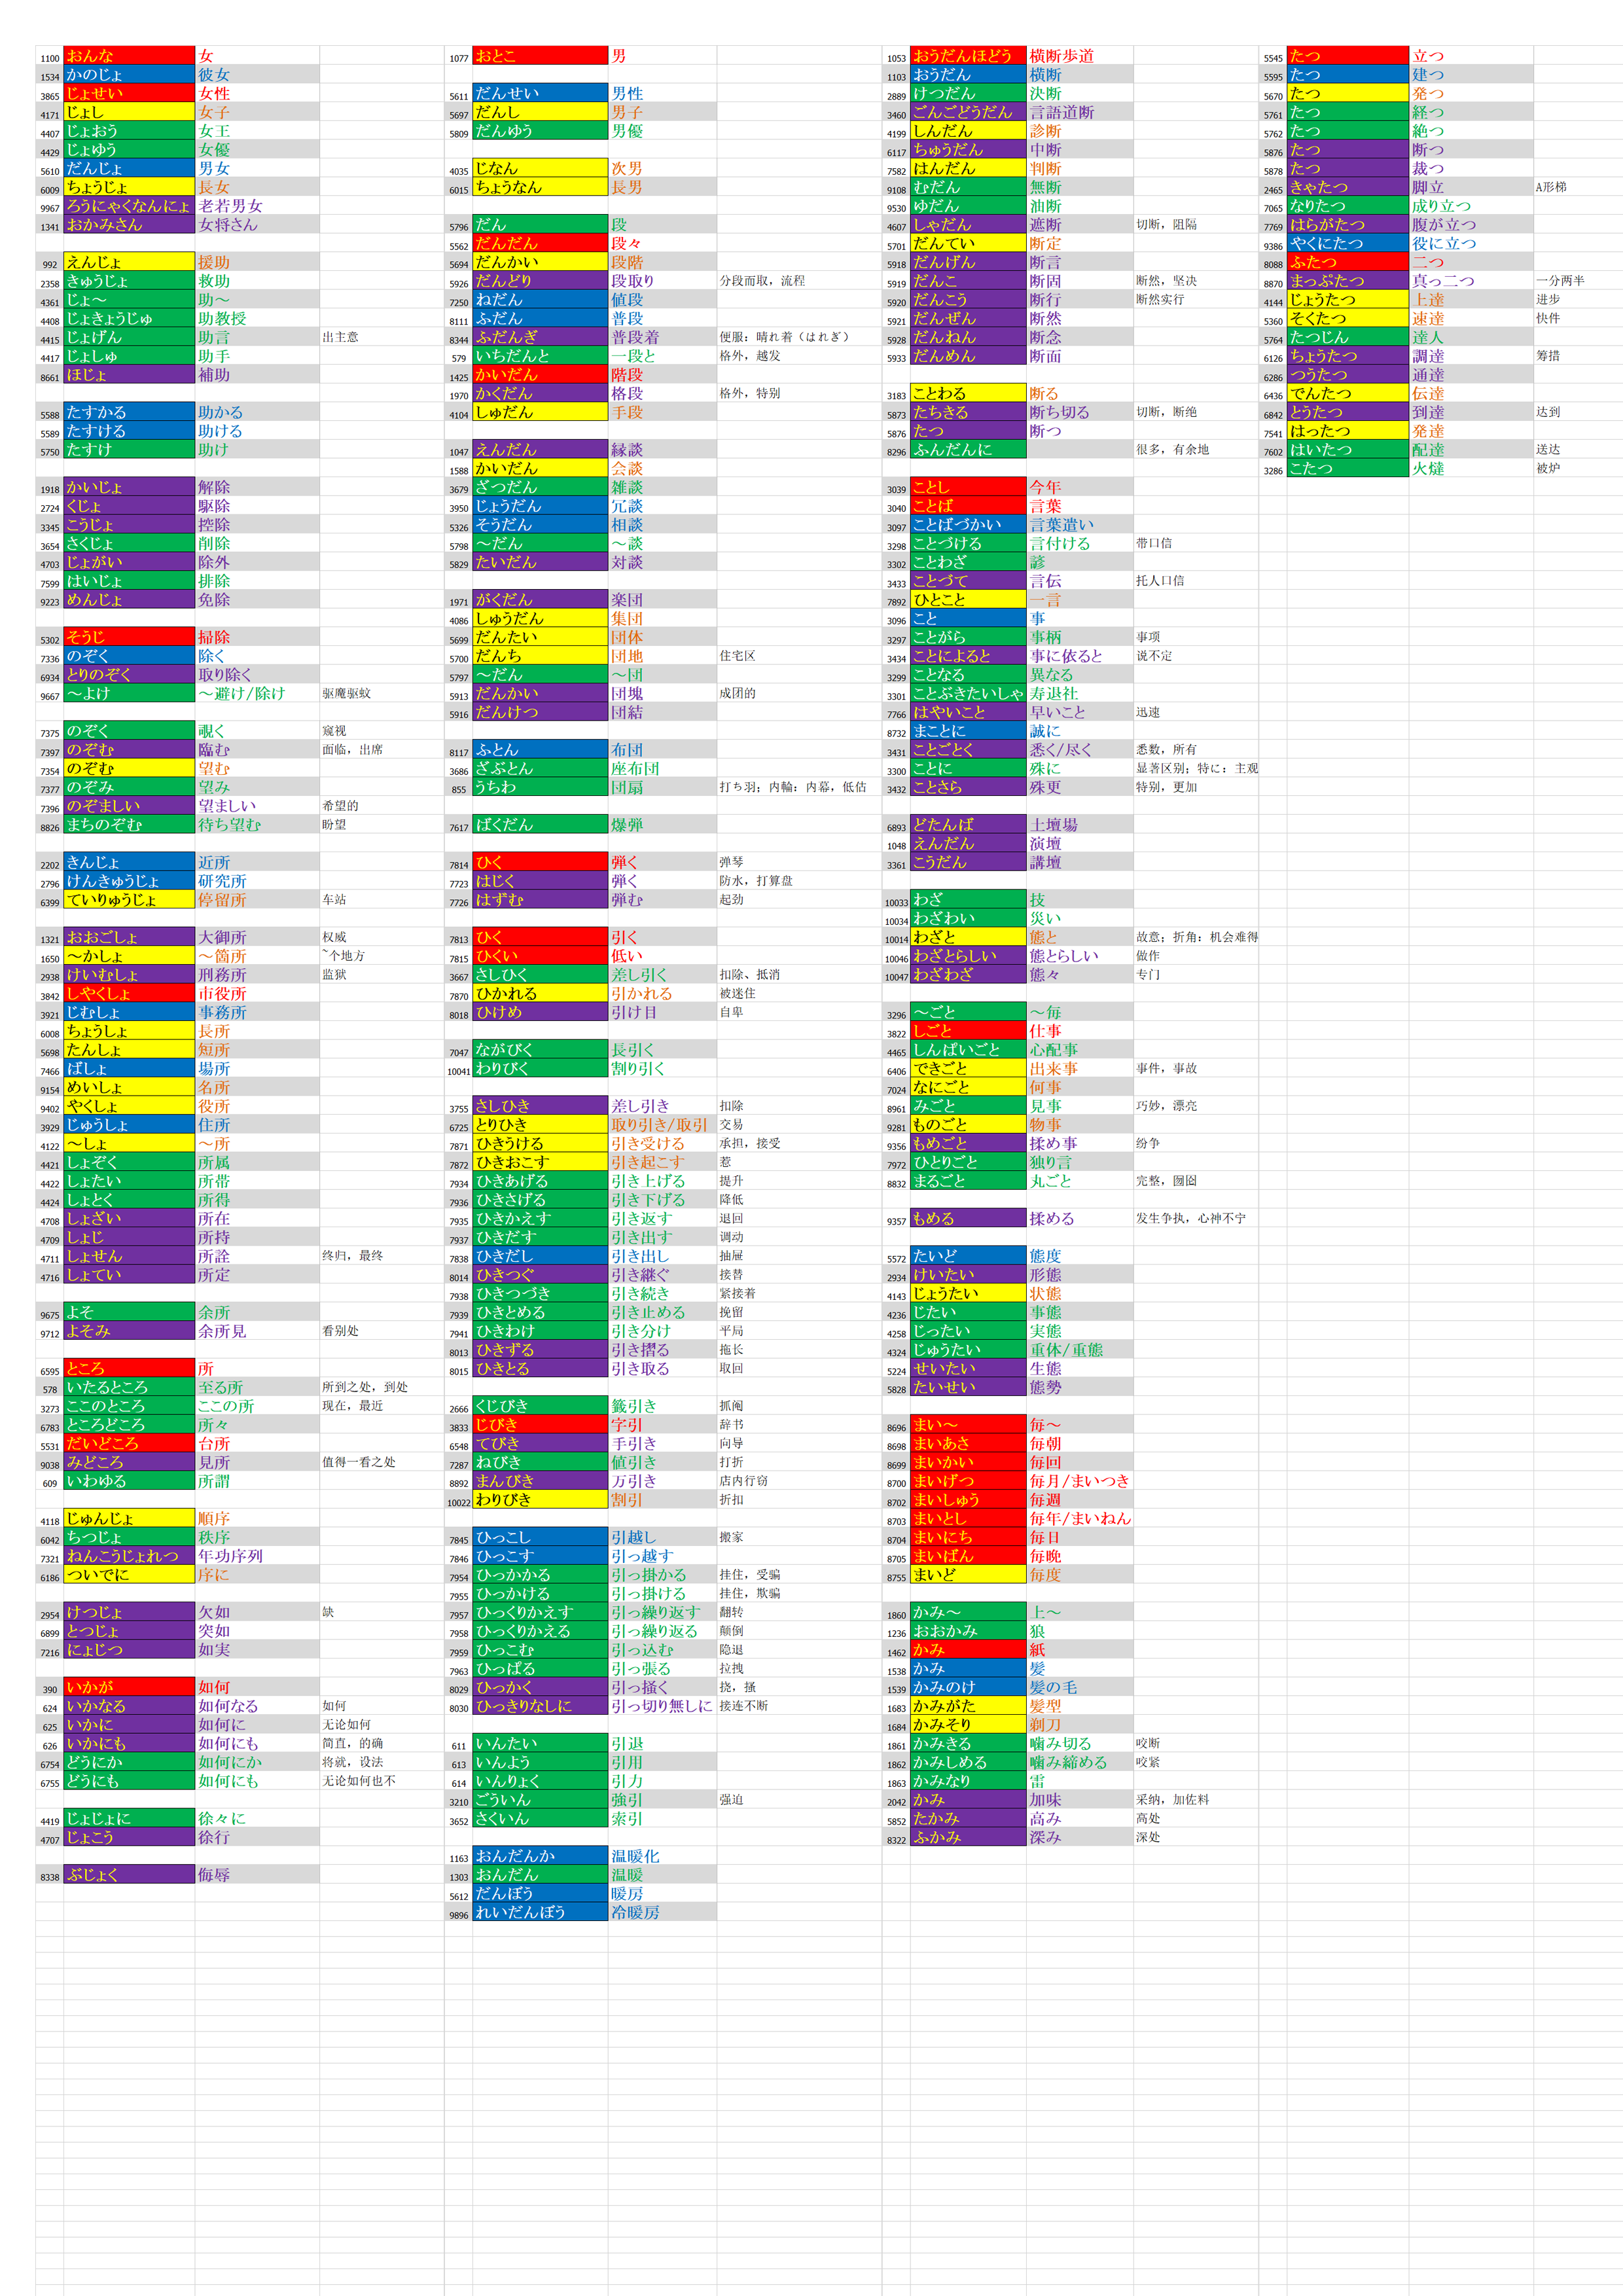 1100 おんな 女
1534 かのじょ 彼女
3865 じょせい 女性
4171 じょし 女子
4407 じょおう 女王
4429 じょゆう 女優
5610 だんじょ 男女
6009 ちょうじょ 長女
9967 ろうにゃくなんにょ 老若男女
1341 おかみさん 女将さん
992 えんじょ 援助
2358 きゅうじょ 救助
4361 じょ～ 助～
4408 じょきょうじゅ 助教授
4415 じょげん 助言 出主意
4417 じょしゅ 助手
8661 ほじょ 補助
5588 たすかる 助かる
5589 たすける 助ける
5750 たすけ 助け
1918 かいじょ 解除
2724 くじょ 駆除
3345 こうじょ 控除
3654 さくじょ 削除
4703 じょがい 除外
7599 はいじょ 排除
9223 めんじょ 免除
5302 そうじ 掃除
7336 のぞく 除く
6934 とりのぞく 取り除く
9667 ～よけ ～避け/除け 驱魔驱蚊
7375 のぞく 覗く 窥视
7397 のぞむ 臨む 面临，出席
7354 のぞむ 望む
7377 のぞみ 望み
7396 のぞましい 望ましい 希望的
8826 まちのぞむ 待ち望む 盼望
2202 きんじょ 近所
2796 けんきゅうじょ 研究所
6399 ていりゅうじょ 停留所 车站
1321 おおごしょ 大御所 权威
1650 ～かしょ ～箇所 ~个地方
2938 けいむしょ 刑務所 监狱
3842 しやくしょ 市役所
3921 じむしょ 事務所
6008 ちょうしょ 長所
5698 たんしょ 短所
7466 ばしょ 場所
9154 めいしょ 名所
9402 やくしょ 役所
3929 じゅうしょ 住所
4122 ～しょ ～所
4421 しょぞく 所属
4422 しょたい 所帯
4424 しょとく 所得
4708 しょざい 所在
4709 しょじ 所持
4711 しょせん 所詮 终归，最终
4716 しょてい 所定
9675 よそ 余所
9712 よそみ 余所見 看别处
6595 ところ 所
578 いたるところ 至る所 所到之处，到处
3273 ここのところ ここの所 现在，最近
6783 ところどころ 所々
5531 だいどころ 台所
9038 みどころ 見所 值得一看之处
609 いわゆる 所謂
4118 じゅんじょ 順序
6042 ちつじょ 秩序
7321 ねんこうじょれつ 年功序列
6186 ついでに 序に
2954 けつじょ 欠如 缺
6899 とつじょ 突如
7216 にょじつ 如実
390 いかが 如何
624 いかなる 如何なる 如何
625 いかに 如何に 无论如何
626 いかにも 如何にも 简直，的确
6754 どうにか 如何にか 将就，设法
6755 どうにも 如何にも 无论如何也不
4419 じょじょに 徐々に
4707 じょこう 徐行
8338 ぶじょく 侮辱
1077 おとこ 男
5611 だんせい 男性
5697 だんし 男子
5809 だんゆう 男優
4035 じなん 次男
6015 ちょうなん 長男
5796 だん 段
5562 だんだん 段々
5694 だんかい 段階
5926 だんどり 段取り 分段而取，流程
7250 ねだん 値段
8111 ふだん 普段
8344 ふだんぎ 普段着 便服：晴れ着（はれぎ）
579 いちだんと 一段と 格外，越发
1425 かいだん 階段
1970 かくだん 格段 格外，特别
4104 しゅだん 手段
1047 えんだん 縁談
1588 かいだん 会談
3679 ざつだん 雑談
3950 じょうだん 冗談
5326 そうだん 相談
5798 ～だん ～談
5829 たいだん 対談
1971 がくだん 楽団
4086 しゅうだん 集団
5699 だんたい 団体
5700 だんち 団地 住宅区
5797 ～だん ～団
5913 だんかい 団塊 成团的
5916 だんけつ 団結
8117 ふとん 布団
3686 ざぶとん 座布団
855 うちわ 団扇 打ち羽；内輪：内幕，低估
7617 ばくだん 爆弾
7814 ひく 弾く 弹琴
7723 はじく 弾く 防水，打算盘
7726 はずむ 弾む 起劲
7813 ひく 引く
7815 ひくい 低い
3667 さしひく 差し引く 扣除、抵消
7870 ひかれる 引かれる 被迷住
8018 ひけめ 引け目 自卑
7047 ながびく 長引く
10041 わりびく 割り引く
3755 さしひき 差し引き 扣除
6725 とりひき 取り引き/取引 交易
7871 ひきうける 引き受ける 承担，接受
7872 ひきおこす 引き起こす 惹
7934 ひきあげる 引き上げる 提升
7936 ひきさげる 引き下げる 降低
7935 ひきかえす 引き返す 退回
7937 ひきだす 引き出す 调动
7838 ひきだし 引き出し 抽屉
8014 ひきつぐ 引き継ぐ 接替
7938 ひきつづき 引き続き 紧接着
7939 ひきとめる 引き止める 挽留
7941 ひきわけ 引き分け 平局
8013 ひきずる 引き摺る 拖长
8015 ひきとる 引き取る 取回
2666 くじびき 籤引き 抓阄
3833 じびき 字引 辞书
6548 てびき 手引き 向导
7287 ねびき 値引き 打折
8892 まんびき 万引き 店内行窃
10022 わりびき 割引 折扣
7845 ひっこし 引越し 搬家
7846 ひっこす 引っ越す
7954 ひっかかる 引っ掛かる 挂住，受骗
7955 ひっかける 引っ掛ける 挂住，欺骗
7957 ひっくりかえす 引っ繰り返す 翻转
7958 ひっくりかえる 引っ繰り返る 颠倒
7959 ひっこむ 引っ込む 隐退
7963 ひっぱる 引っ張る 拉拽
8029 ひっかく 引っ掻く 挠，搔
8030 ひっきりなしに 引っ切り無しに 接连不断
611 いんたい 引退
613 いんよう 引用
614 いんりょく 引力
3210 ごういん 強引 强迫
3652 さくいん 索引
1163 おんだんか 温暖化
1303 おんだん 温暖
5612 だんぼう 暖房
9896 れいだんぼう 冷暖房
1053 おうだんほどう 横断歩道
1103 おうだん 横断
2889 けつだん 決断
3460 ごんごどうだん 言語道断
4199 しんだん 診断
6117 ちゅうだん 中断
7582 はんだん 判断
9108 むだん 無断
9530 ゆだん 油断
4607 しゃだん 遮断 切断，阻隔
5701 だんてい 断定
5918 だんげん 断言
5919 だんこ 断固 断然，坚决
5920 だんこう 断行 断然实行
5921 だんぜん 断然
5928 だんねん 断念
5933 だんめん 断面
3183 ことわる 断る
5873 たちきる 断ち切る 切断，断绝
5876 たつ 断つ
8296 ふんだんに 很多，有余地
3039 ことし 今年
3040 ことば 言葉
3097 ことばづかい 言葉遣い
3298 ことづける 言付ける 带口信
3302 ことわざ 諺
3433 ことづて 言伝 托人口信
7892 ひとこと 一言
3096 こと 事
3297 ことがら 事柄 事项
3434 ことによると 事に依ると 说不定
3299 ことなる 異なる
3301 ことぶきたいしゃ 寿退社
7766 はやいこと 早いこと 迅速
8732 まことに 誠に
3431 ことごとく 悉く/尽く 悉数，所有
3300 ことに 殊に 显著区别；特に：主观
3432 ことさら 殊更 特别，更加
6893 どたんば 土壇場
1048 えんだん 演壇
3361 こうだん 講壇
10033 わざ 技
10034 わざわい 災い
10014 わざと 態と 故意；折角：机会难得
10046 わざとらしい 態とらしい 做作
10047 わざわざ 態々 专门
3296 ～ごと ～毎
3822 しごと 仕事
4465 しんぱいごと 心配事
6406 できごと 出来事 事件，事故
7024 なにごと 何事
8961 みごと 見事 巧妙，漂亮
9281 ものごと 物事
9356 もめごと 揉め事 纷争
7972 ひとりごと 独り言
8832 まるごと 丸ごと 完整，囫囵
9357 もめる 揉める 发生争执，心神不宁
5572 たいど 態度
2934 けいたい 形態
4143 じょうたい 状態
4236 じたい 事態
4258 じったい 実態
4324 じゅうたい 重体/重態
5224 せいたい 生態
5828 たいせい 態勢
8696 まい～ 毎～
8698 まいあさ 毎朝
8699 まいかい 毎回
8700 まいげつ 毎月/まいつき
8702 まいしゅう 毎週
8703 まいとし 毎年/まいねん
8704 まいにち 毎日
8705 まいばん 毎晩
8755 まいど 毎度
1860 かみ～ 上～
1236 おおかみ 狼
1462 かみ 紙
1538 かみ 髪
1539 かみのけ 髪の毛
1683 かみがた 髪型
1684 かみそり 剃刀
1861 かみきる 噛み切る 咬断
1862 かみしめる 噛み締める 咬紧
1863 かみなり 雷
2042 かみ 加味 采纳，加佐料
5852 たかみ 高み 高处
8322 ふかみ 深み 深处
5545 たつ 立つ
5595 たつ 建つ
5670 たつ 発つ
5761 たつ 経つ
5762 たつ 絶つ
5876 たつ 断つ
5878 たつ 裁つ
2465 きゃたつ 脚立 A形梯
7065 なりたつ 成り立つ
7769 はらがたつ 腹が立つ
9386 やくにたつ 役に立つ
8088 ふたつ 二つ
8870 まっぷたつ 真っ二つ 一分两半
4144 じょうたつ 上達 进步
5360 そくたつ 速達 快件
5764 たつじん 達人
6126 ちょうたつ 調達 筹措
6286 つうたつ 通達
6436 でんたつ 伝達
6842 とうたつ 到達 达到
7541 はったつ 発達
7602 はいたつ 配達 送达
3286 こたつ 火燵 被炉